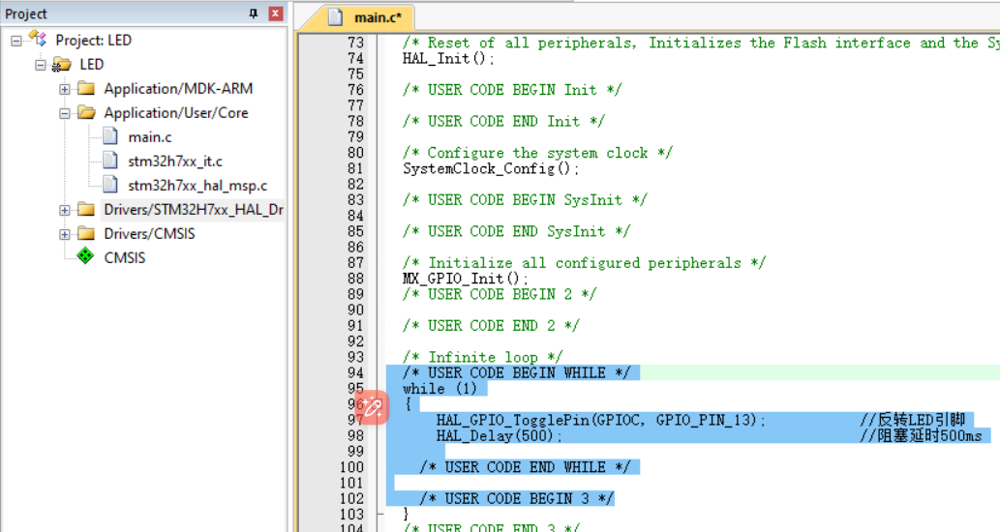 Project
Project: LED
LED
Application/MDK-ARM
Application/User/Core
main.c
stm32h7xx_it.c
stm32h7xx_hal_msp.c
Drivers/STM32H7xx_HAL_Dr
Drivers/CMSIS
CMSIS
main.c*
73 /* Reset of all peripherals, Initializes the Flash interface and the Sy
74 HAL_Init();
75
76 /* USER CODE BEGIN Init */
77
78 /* USER CODE END Init */
79
80 /* Configure the system clock */
81 SystemClock_Config();
82
83 /* USER CODE BEGIN SysInit */
84
85 /* USER CODE END SysInit */
86
87 /* Initialize all configured peripherals */
88 MX_GPIO_Init();
89 /* USER CODE BEGIN 2 */
90
91 /* USER CODE END 2 */
92
93 /* Infinite loop */
94 /* USER CODE BEGIN WHILE */
95 while (1)
96 {
97 HAL_GPIO_TogglePin(GPIOC, GPIO_PIN_13); //反转LED引脚
98 HAL_Delay(500); //阻塞延时500ms
99
100 /* USER CODE END WHILE */
101
102 /* USER CODE BEGIN 3 */
103 }
104 /* USER CODE END 3 */